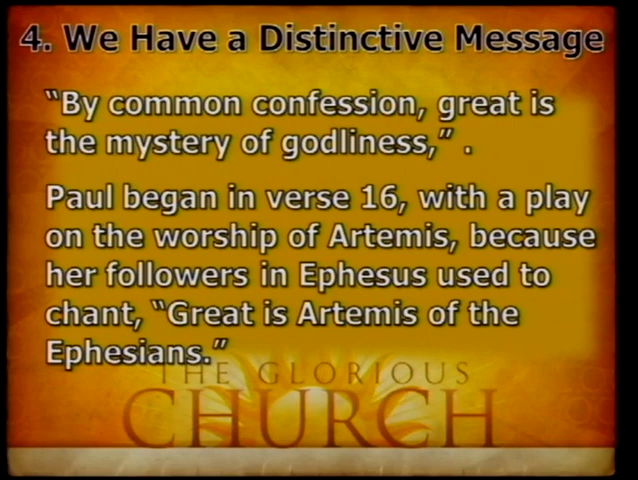 4. We Have a Distinctive Message
“By common confession, great is
the mystery of godliness,” .
Paul began in verse 16, with a play
on the worship of Artemis, because
her followers in Ephesus used to
chant, “Great is Artemis of the
Ephesians.”
THE GLORIOUS
CHURCH